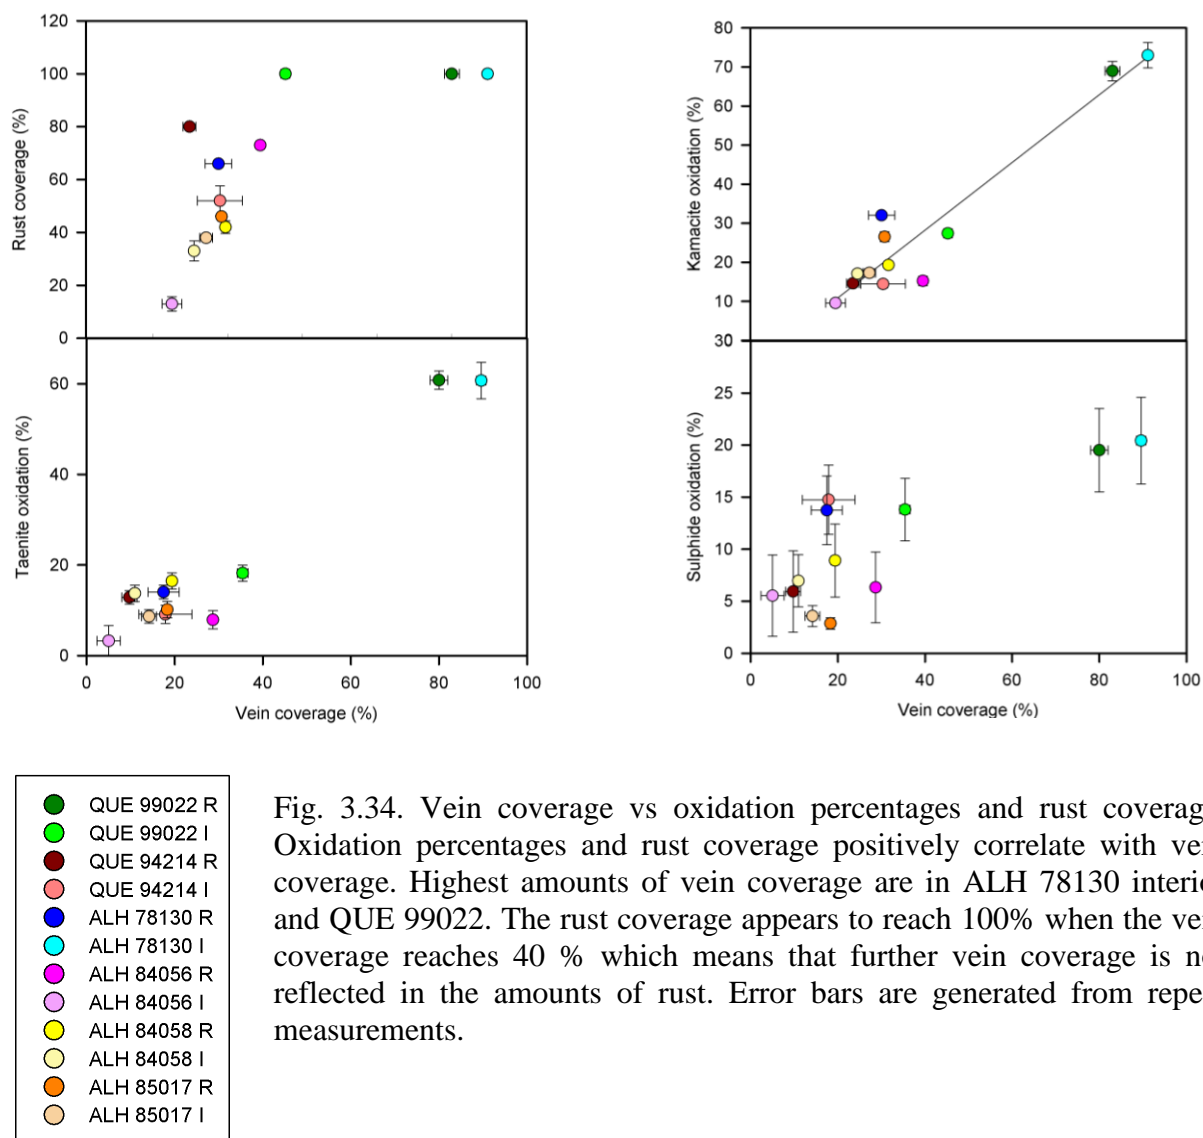 120
100
80
60
40
20
0
Rust coverage (%)
60
40
20
0
Taenite oxidation (%)
0 20 40 60 80 100
Vein coverage (%)
80
70
60
50
40
30
20
10
0
Kamacite oxidation (%)
30
25
20
15
10
5
0
Sulphide oxidation (%)
0 20 40 60 80 100
Vein coverage (%)
QUE 99022 R
QUE 99022 I
QUE 94214 R
QUE 94214 I
ALH 78130 R
ALH 78130 I
ALH 84056 R
ALH 84056 I
ALH 84058 R
ALH 84058 I
ALH 85017 R
ALH 85017 I
Fig. 3.34. Vein coverage vs oxidation percentages and rust coverag
Oxidation percentages and rust coverage positively correlate with vei
coverage. Highest amounts of vein coverage are in ALH 78130 interio
and QUE 99022. The rust coverage appears to reach 100% when the vei
coverage reaches 40 % which means that further vein coverage is no
reflected in the amounts of rust. Error bars are generated from repe
measurements.